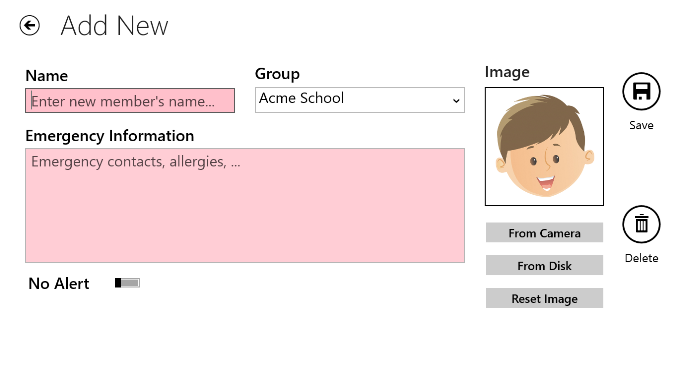 Add New
Name
Enter new member's name...
Group
Acme School
Emergency Information
Emergency contacts, allergies, ...
No Alert
Image
From Camera
From Disk
Reset Image
Save
Delete